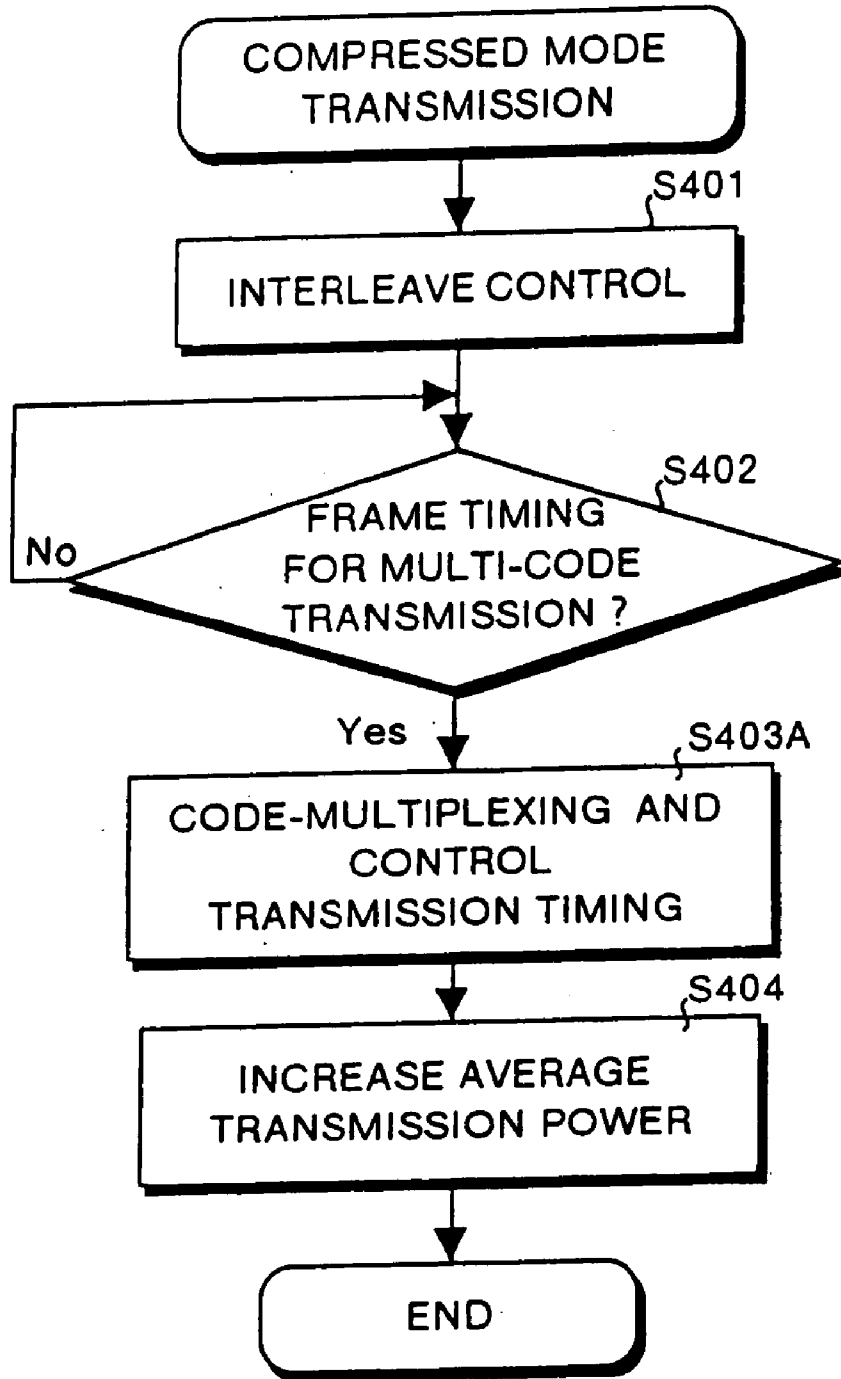 COMPRESSED MODE
TRANSMISSION
S401
INTERLEAVE CONTROL
S402
FRAME TIMING
FOR MULTI-CODE
TRANSMISSION ?
No
Yes
S403A
CODE-MULTIPLEXING AND
CONTROL
TRANSMISSION TIMING
S404
INCREASE AVERAGE
TRANSMISSION POWER
END